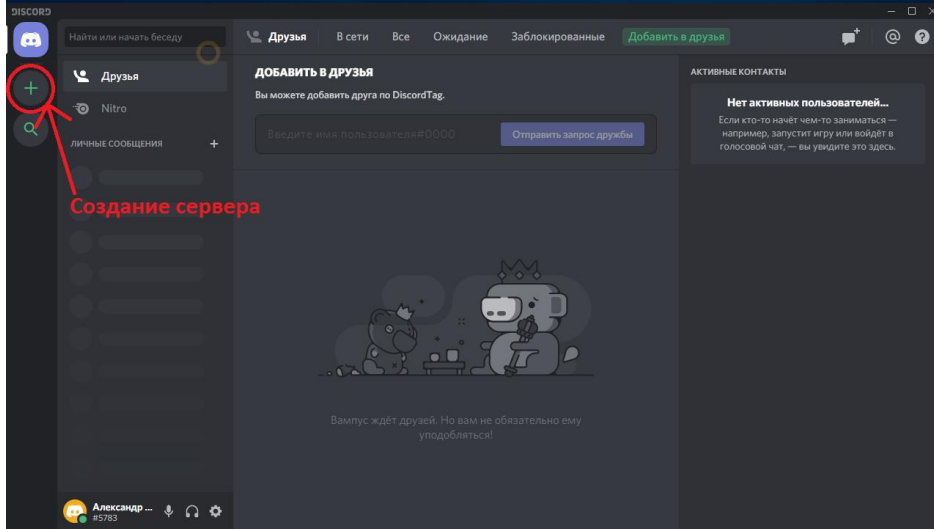 DISCORD
Найти или начать беседу
Друзья
В сети
Все
Ожидание
Заблокированные
Добавить в друзья
Друзья
Nitro
ЛИЧНЫЕ СООБЩЕНИЯ
Создание сервера
ДОБАВИТЬ В ДРУЗЬЯ
Вы можете добавить друга по DiscordTag.
Введите имя пользователя#0000
Отправить запрос дружбы
Вампус ждёт друзей. Но вам не обязательно ему
уподобляться!
АКТИВНЫЕ КОНТАКТЫ
Нет активных пользователей...
Если кто-то начнёт чем-то заниматься —
например, запустит игру или войдёт в
голосовой чат, — вы увидите это здесь.
Александр ...
#5783